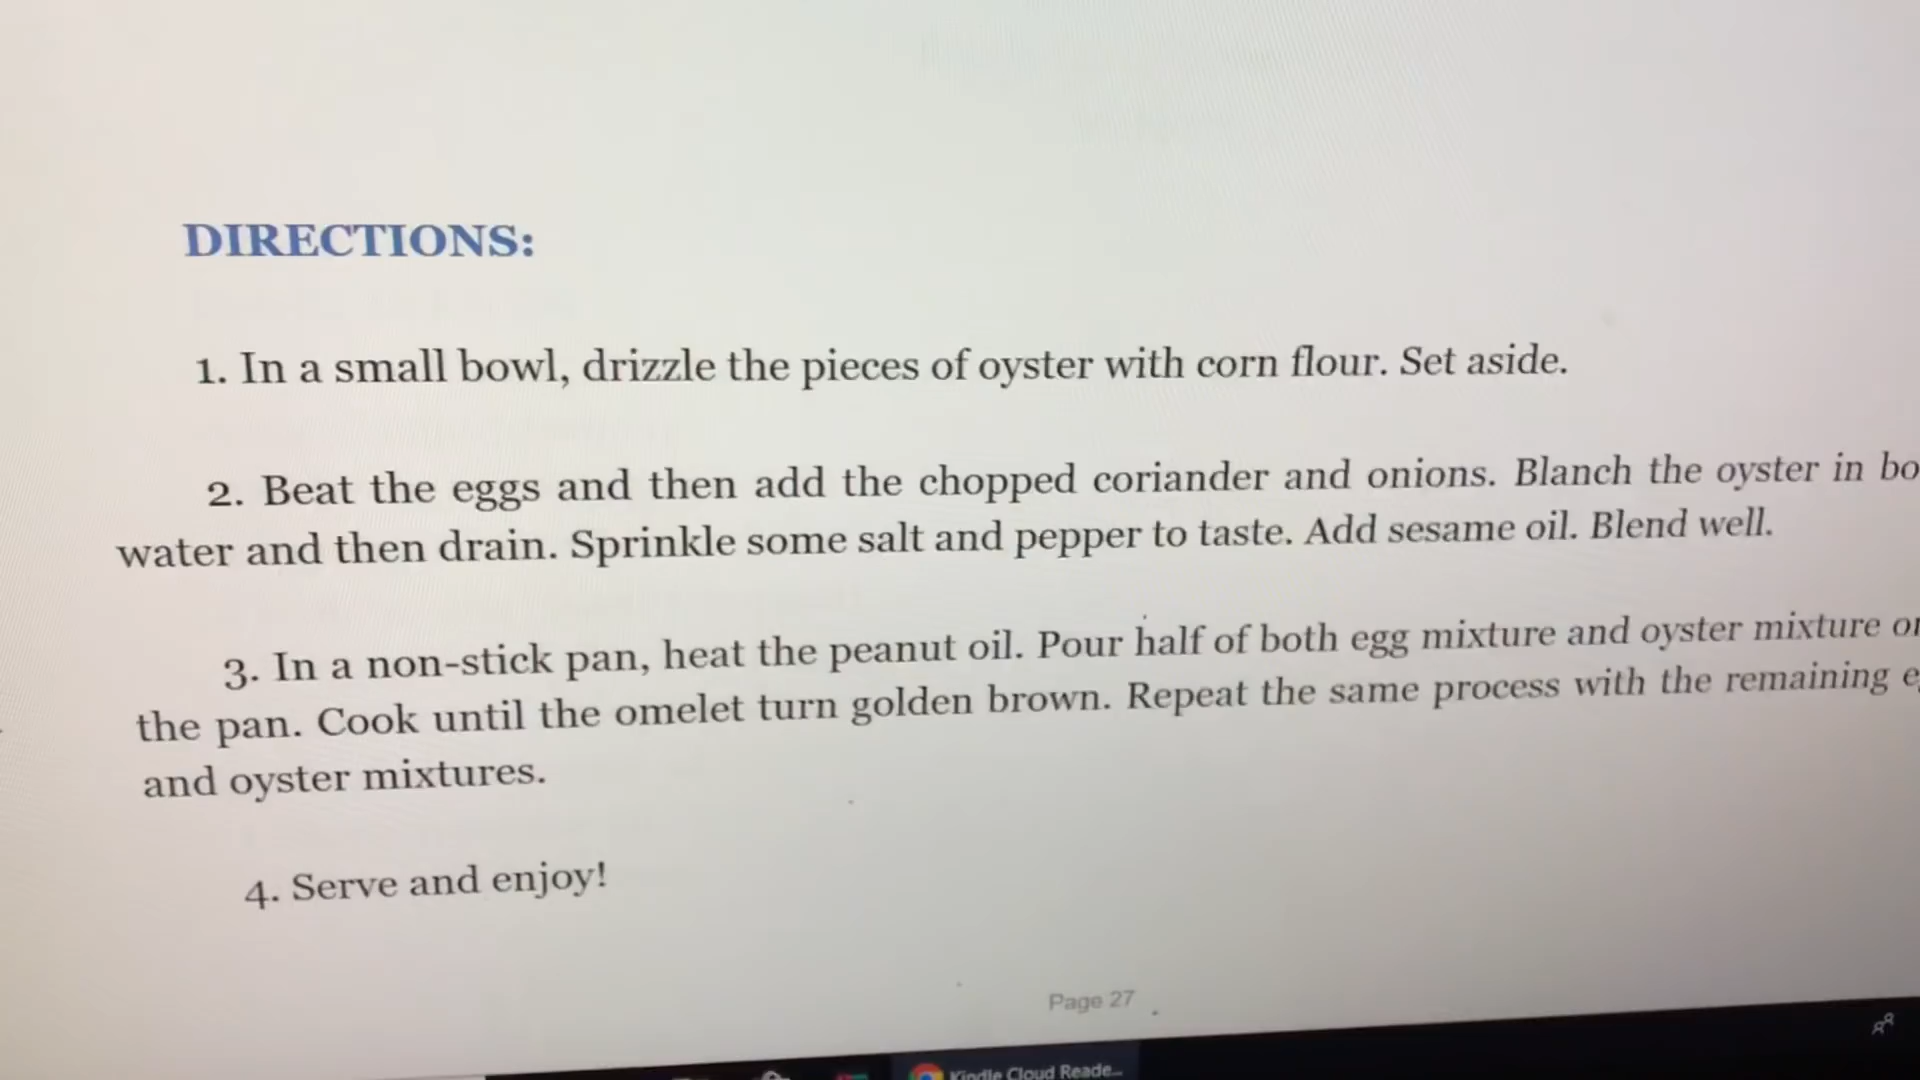 DIRECTIONS:
1. In a small bowl, drizzle the pieces of oyster with corn flour. Set aside.
2. Beat the eggs and then add the chopped coriander and onions. Blanch the oyster in bo
water and then drain. Sprinkle some salt and pepper to taste. Add sesame oil. Blend well.
3. In a non-stick pan, heat the peanut oil. Pour half of both egg mixture and oyster mixture
the pan. Cook until the omelet turn golden brown. Repeat the same process with the remaining
and oyster mixtures.
4. Serve and enjoy!
Page 27
Kindle Cloud Reade...